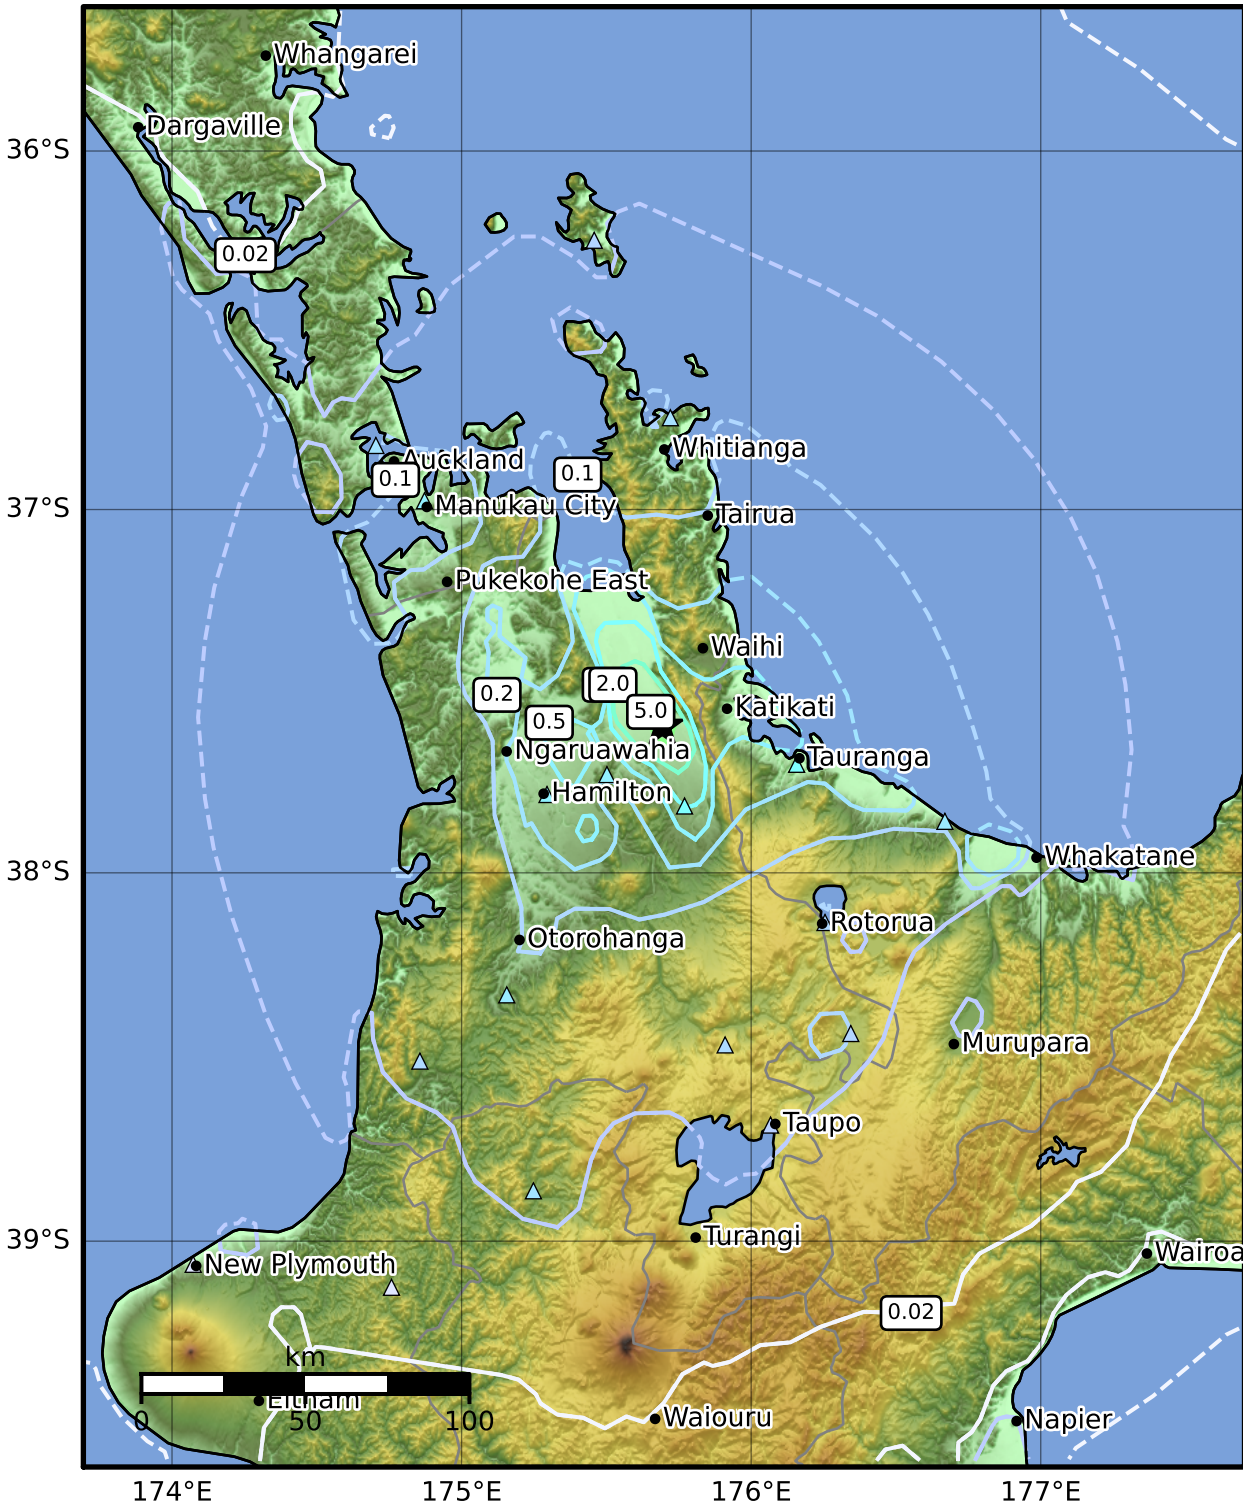 Whangarei
Dargaville
36°S
0.02
Whitianga
Auckland
0.1
0.1
Manukau City
37°S
Tairua
Pukekohe East
Waihi
2.0
0.2
5.0
Katikati
0.5
Ngaruawahia
Tauranga
Hamilton
Whakatane
38°S
Rotorua
Otorohanga
Murupara
Taupo
39°S
Turangi
Wairoa
New Plymouth
0.02
km
Eltham
0 50 100
Waiouru
Napier
174°E 175°E 176°E 177°E